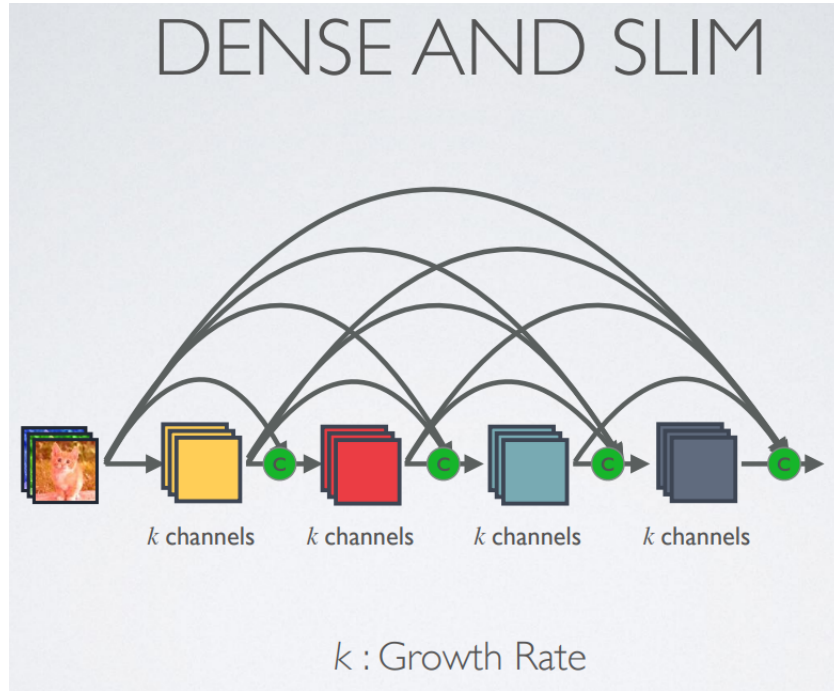 DENSE AND SLIM
C C C C
k channels k channels k channels k channels
k : Growth Rate